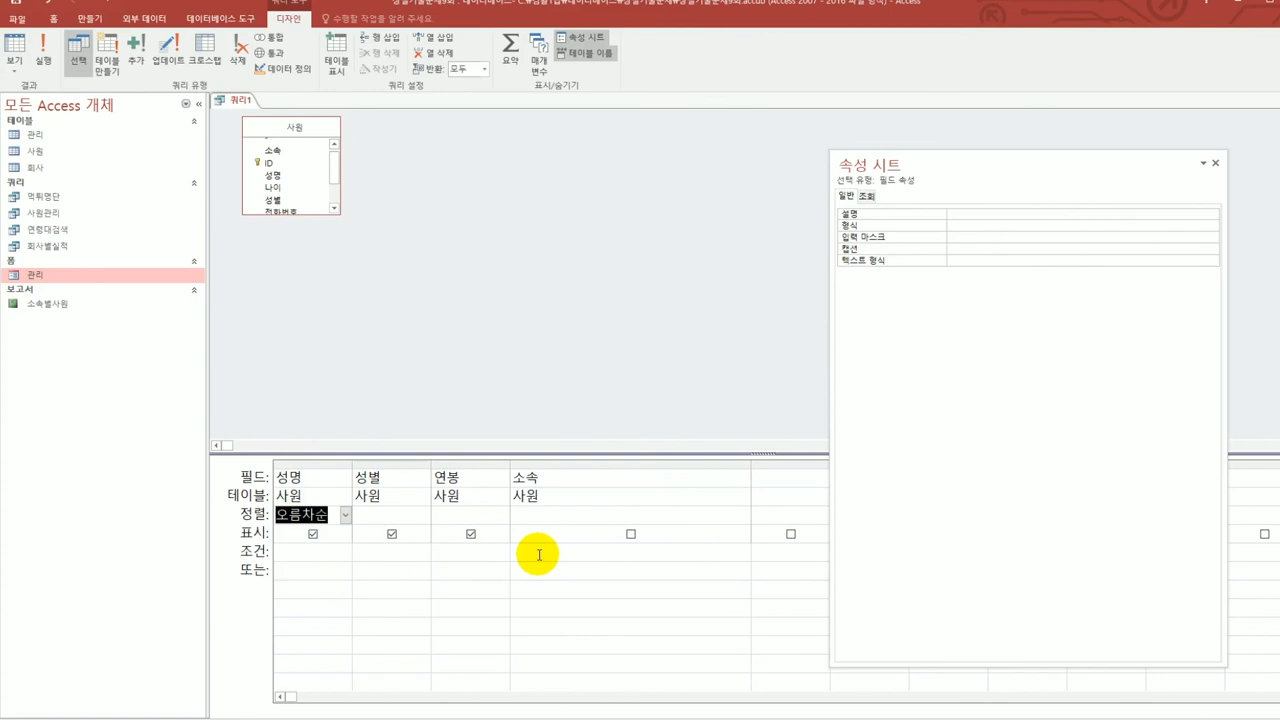 파일 홈 만들기 외부 데이터 데이터베이스 도구 디자인 수행할 작업을 알려 주세요.
보기 실행 선택 테이블 만들기 추가 업데이트 크로스탭 삭제 통합 통과 데이터 정의 테이블 표시 행 삽입 행 삭제 작성기 열 삽입 열 삭제 반환: 모두 요약 매개 변수 속성 시트 테이블 이름
결과 쿼리 유형 쿼리 설정 표시/숨기기
모든 Access 개체
쿼리1
테이블
관리
사원
회사
쿼리
먹튀명단
사원관리
연령대검색
회사별실적
폼
관리
보고서
소속별사원
사원
소속
ID
성명
나이
성별
전화번호
속성 시트
선택 유형: 필드 속성
일반 조회
설명
형식
입력 마스크
캡션
텍스트 형식
필드: 성명 성별 연봉 소속
테이블: 사원 사원 사원 사원
정렬: 오름차순
표시:
조건:
또는: